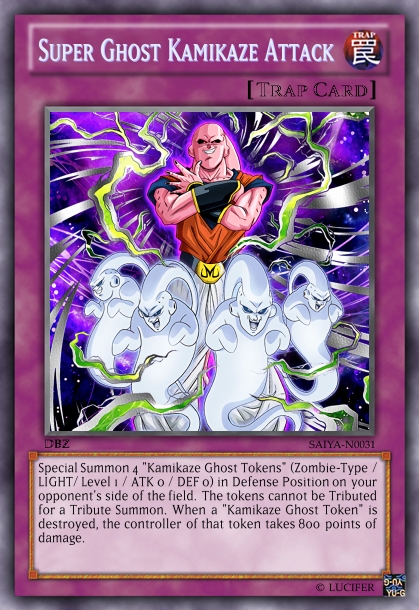 SUPER GHOST KAMIKAZE ATTACK
TRAP
罠
[TRAP CARD]
M
DBZ
SAIYA-N0031
Special Summon 4 "Kamikaze Ghost Tokens" (Zombie-Type /
LIGHT/ Level 1 / ATK 0 / DEF 0) in Defense Position on your
opponent's side of the field. The tokens cannot be Tributed
for a Tribute Summon. When a "Kamikaze Ghost Token" is
destroyed, the controller of that token takes 800 points of
damage.
© LUCIFER
YU-G